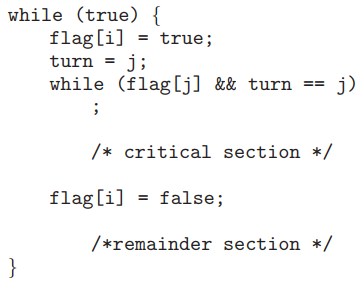 while (true) {
flag[i] = true;
turn = j;
while (flag[j] && turn == j)
;
/* critical section */
flag[i] = false;
/*remainder section */
}